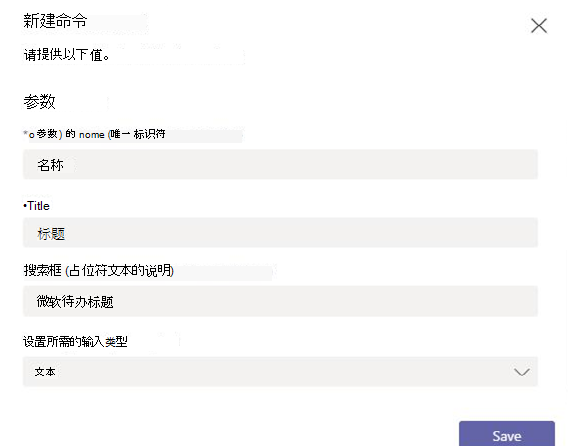 新建命令
请提供以下值。
参数
*o 参数) 的 nome (唯一标识符
名称
•Title
标题
搜索框 (占位符文本的说明)
微软待办标题
设置所需的输入类型
文本
Save